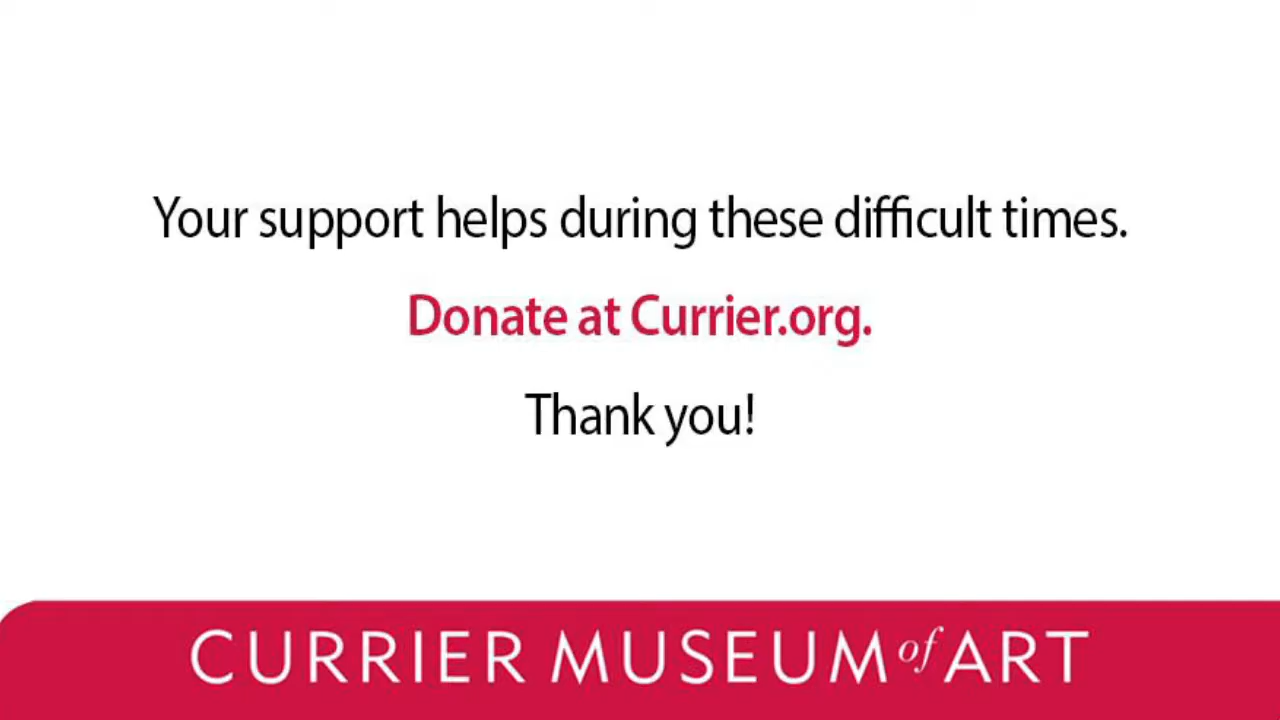 Your support helps during these difficult times.
Donate at Currier.org.
Thank you!
CURRIER MUSEUM of ART